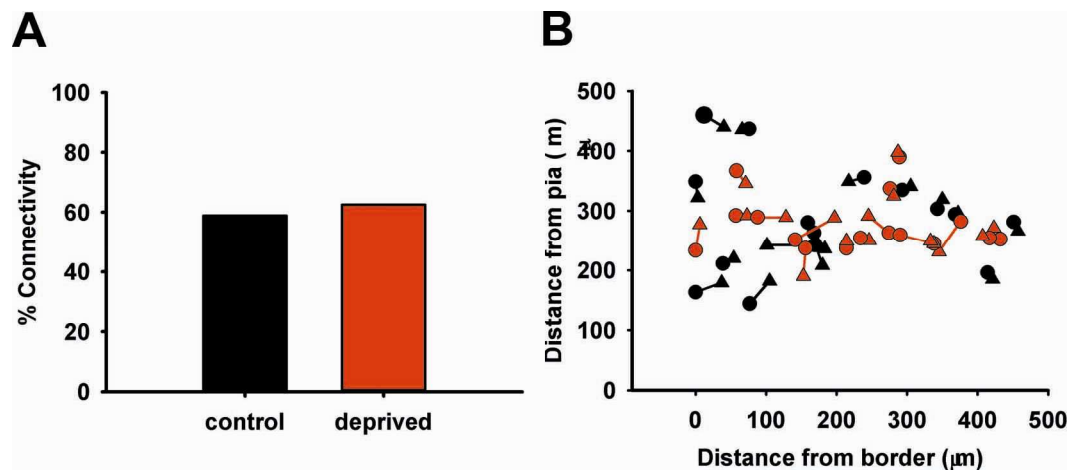 A
% Connectivity
100
80
60
40
20
0
control
deprived
B
Distance from pia ( m)
μ
500
400
300
200
100
0
0
100
200
300
400
500
Distance from border (μm)